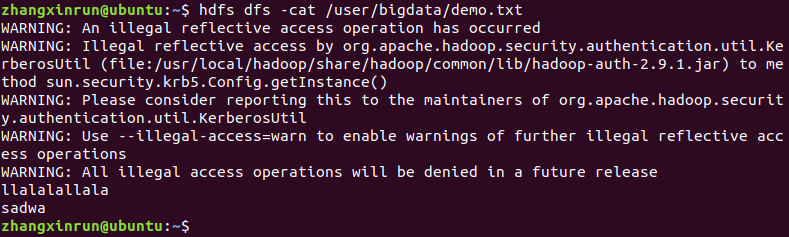 zhangxinrun@ubuntu:~$ hdfs dfs -cat /user/bigdata/demo.txt
WARNING: An illegal reflective access operation has occurred
WARNING: Illegal reflective access by org.apache.hadoop.security.authentication.util.Ke
rberosUtil (file:/usr/local/hadoop/share/hadoop/common/lib/hadoop-auth-2.9.1.jar) to me
thod sun.security.krb5.Config.getInstance()
WARNING: Please consider reporting this to the maintainers of org.apache.hadoop.securit
y.authentication.util.KerberosUtil
WARNING: Use --illegal-access=warn to enable warnings of further illegal reflective acc
ess operations
WARNING: All illegal access operations will be denied in a future release
llalalallala
sadwa
zhangxinrun@ubuntu:~$